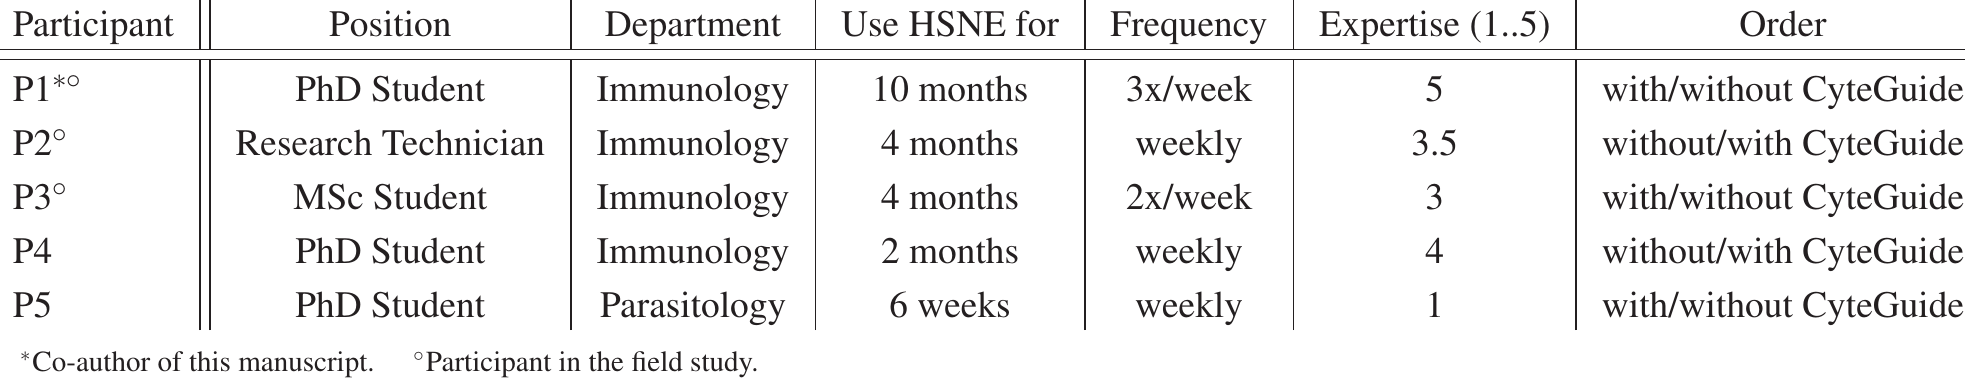 Participant Position Department Use HSNE for Frequency Expertise (1..5) Order
P1*° PhD Student Immunology 10 months 3x/week 5 with/without CyteGuide
P2° Research Technician Immunology 4 months weekly 3.5 without/with CyteGuide
P3° MSc Student Immunology 4 months 2x/week 3 with/without CyteGuide
P4 PhD Student Immunology 2 months weekly 4 without/with CyteGuide
P5 PhD Student Parasitology 6 weeks weekly 1 with/without CyteGuide
*Co-author of this manuscript. °Participant in the field study.